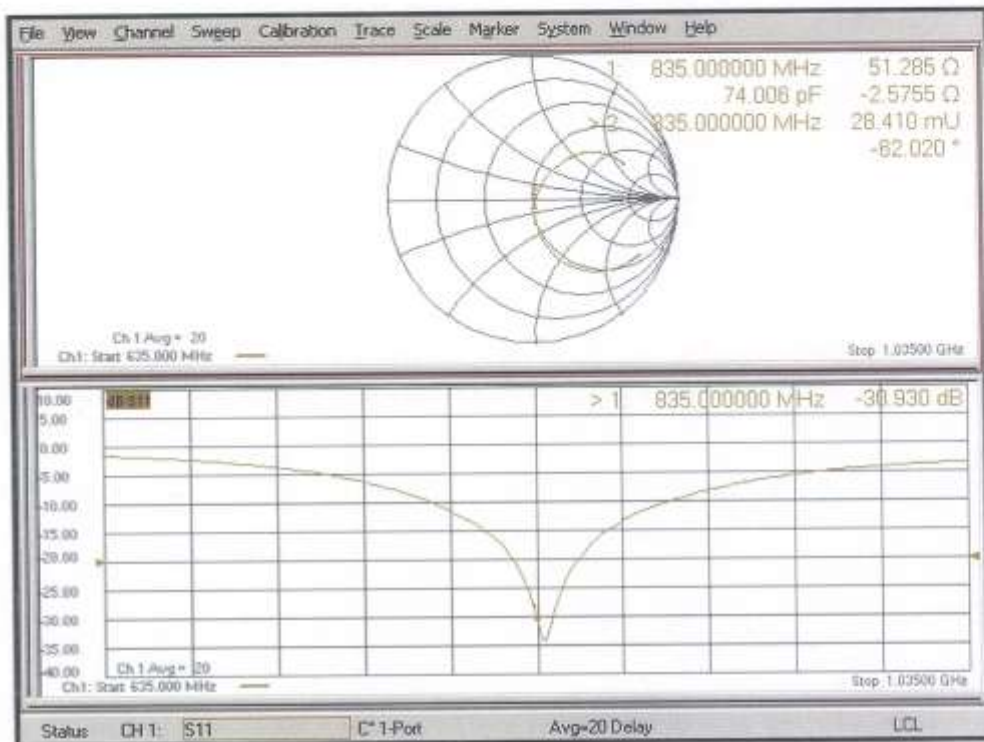 File View Channel Sweep Calibration Trace Scale Marker System Window Help
1: 835.000000 MHz 51.285 Ω
74.006 pF -2.5755 Ω
> 2 835.000000 MHz 28.410 mU
-62.020 °
Ch 1 Avg = 20
Ch1: Start 635.000 MHz
Stop 1.03500 GHz
10.00
> 1 835.000000 MHz -30.930 dB
5.00
0.00
-5.00
-10.00
-15.00
-20.00
-25.00
-30.00
-35.00
-40.00
Ch 1 Avg = 20
Ch1: Start 635.000 MHz
Stop 1.03500 GHz
Status CH 1: S11 C* 1-Port Avg=20 Delay LCL